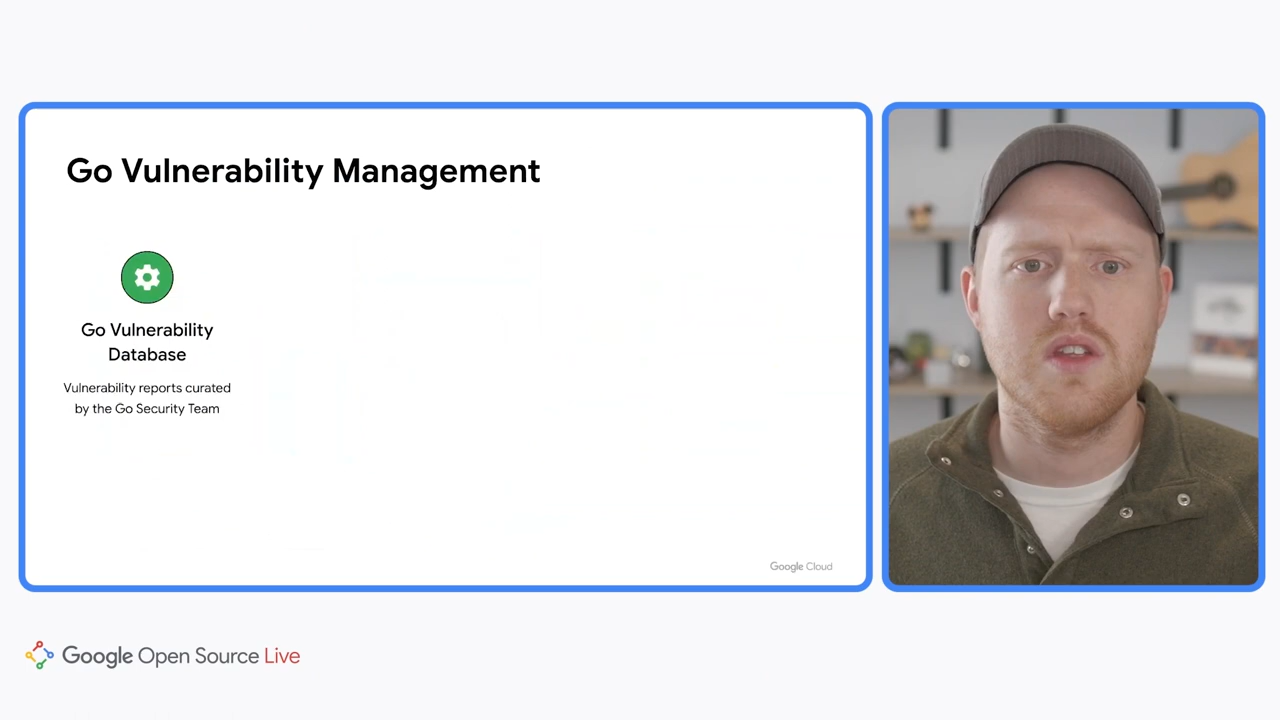 Go Vulnerability Management
Go Vulnerability
Database
Vulnerability reports curated
by the Go Security Team
Google Cloud
Google Open Source Live